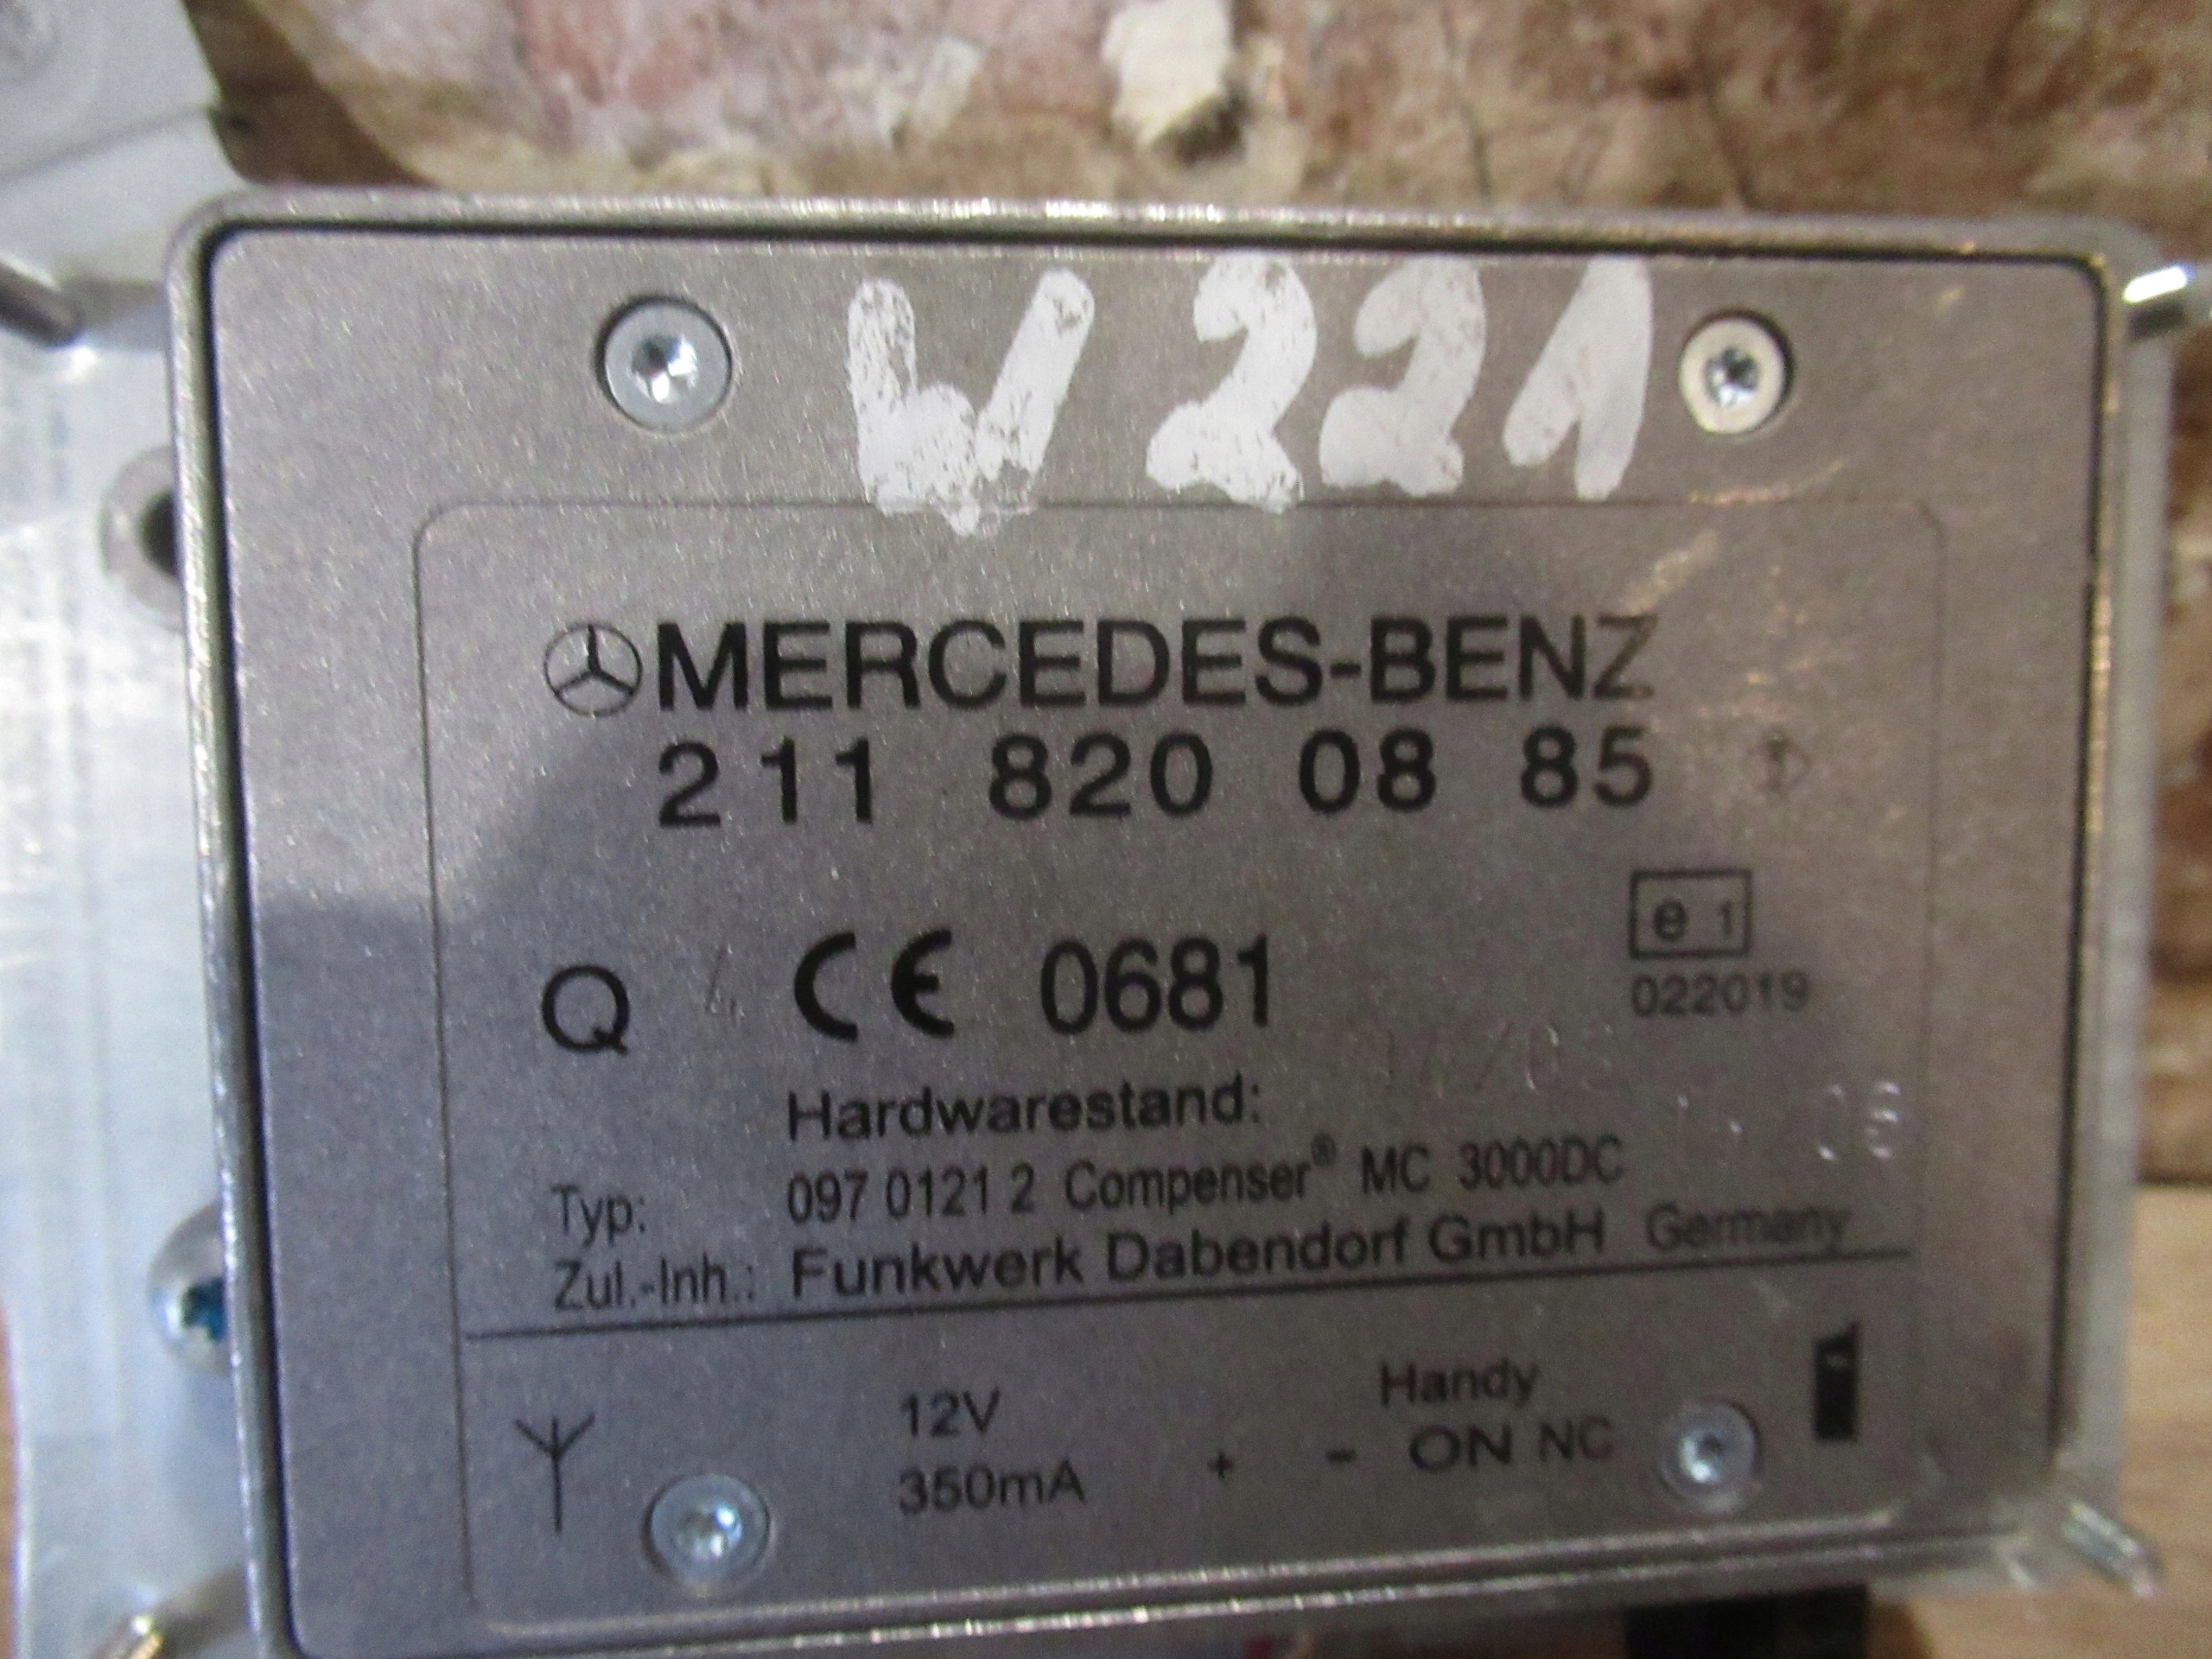 W221
MERCEDES-BENZ
211 820 08 85
e 1
Q CE 0681
022019
Hardwarestand:
Typ: 097 0121 2 Compenser® MC 3000DC
Zul.-Inh.: Funkwerk Dabendorf GmbH Germany
12V
Handy
350mA + - ON NC